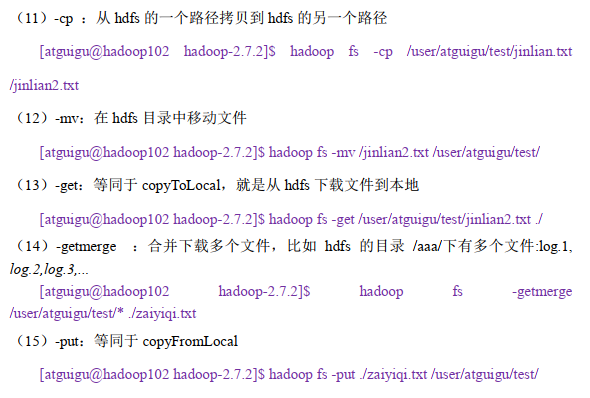 （11）-cp ：从 hdfs 的一个路径拷贝到 hdfs 的另一个路径
[atguigu@hadoop102 hadoop-2.7.2]$ hadoop fs -cp /user/atguigu/test/jinlian.txt
/jinlian2.txt
（12）-mv：在 hdfs 目录中移动文件
[atguigu@hadoop102 hadoop-2.7.2]$ hadoop fs -mv /jinlian2.txt /user/atguigu/test/
（13）-get：等同于 copyToLocal，就是从 hdfs 下载文件到本地
[atguigu@hadoop102 hadoop-2.7.2]$ hadoop fs -get /user/atguigu/test/jinlian2.txt ./
（14）-getmerge ：合并下载多个文件，比如 hdfs 的目录 /aaa/下有多个文件:log.1,
log.2,log.3,...
[atguigu@hadoop102 hadoop-2.7.2]$ hadoop fs -getmerge
/user/atguigu/test/* ./zaiyiqi.txt
（15）-put：等同于 copyFromLocal
[atguigu@hadoop102 hadoop-2.7.2]$ hadoop fs -put ./zaiyiqi.txt /user/atguigu/test/